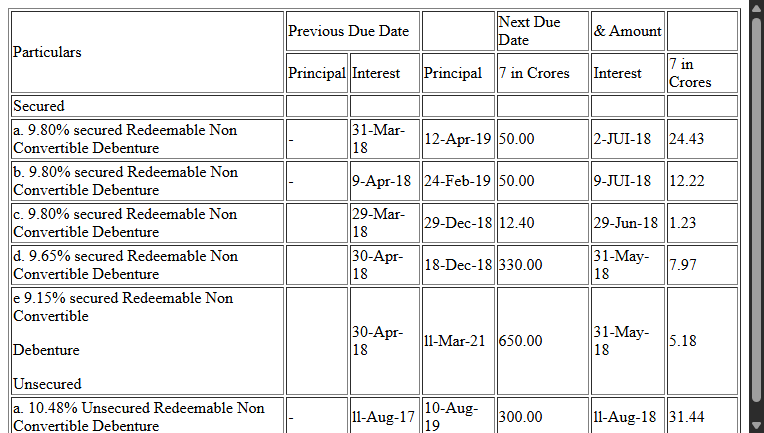 Particulars
Previous Due Date
Next Due
Date
& Amount
Principal
Interest
Principal
7 in Crores
Interest
7 in
Crores
Secured
a. 9.80% secured Redeemable Non
Convertible Debenture
-
31-Mar-
18
12-Apr-19
50.00
2-JUI-18
24.43
b. 9.80% secured Redeemable Non
Convertible Debenture
-
9-Apr-18
24-Feb-19
50.00
9-JUI-18
12.22
c. 9.80% secured Redeemable Non
Convertible Debenture
29-Mar-
18
29-Dec-18
12.40
29-Jun-18
1.23
d. 9.65% secured Redeemable Non
Convertible Debenture
30-Apr-
18
18-Dec-18
330.00
31-May-
18
7.97
e 9.15% secured Redeemable Non
Convertible
Debenture
Unsecured
30-Apr-
18
ll-Mar-21
650.00
31-May-
18
5.18
a. 10.48% Unsecured Redeemable Non
Convertible Debenture
-
ll-Aug-17
10-Aug-
19
300.00
ll-Aug-18
31.44